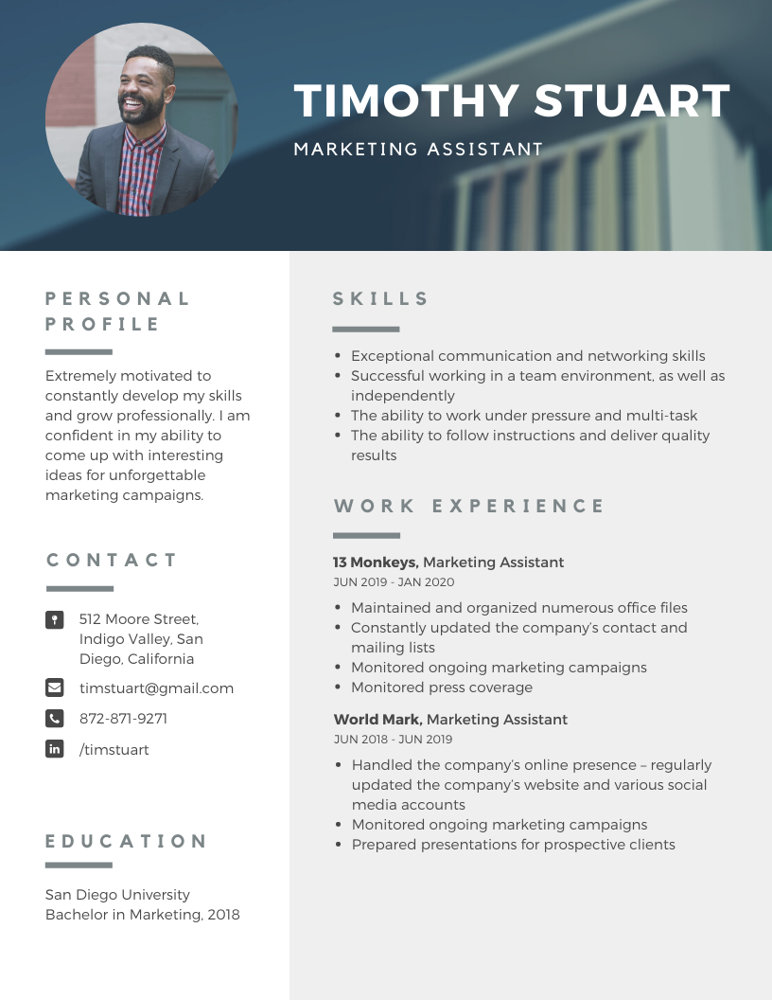 TIMOTHY STUART
MARKETING ASSISTANT
PERSONAL
PROFILE
Extremely motivated to
constantly develop my skills
and grow professionally. I am
confident in my ability to
come up with interesting
ideas for unforgettable
marketing campaigns.
CONTACT
512 Moore Street,
Indigo Valley, San
Diego, California
timstuart@gmail.com
872-871-9271
in /timstuart
EDUCATION
San Diego University
Bachelor in Marketing, 2018
SKILLS
• Exceptional communication and networking skills
• Successful working in a team environment, as well as
independently
• The ability to work under pressure and multi-task
• The ability to follow instructions and deliver quality
results
WORK EXPERIENCE
13 Monkeys, Marketing Assistant
JUN 2019 - JAN 2020
• Maintained and organized numerous office files
• Constantly updated the company’s contact and
mailing lists
• Monitored ongoing marketing campaigns
• Monitored press coverage
World Mark, Marketing Assistant
JUN 2018 - JUN 2019
• Handled the company’s online presence – regularly
updated the company’s website and various social
media accounts
• Monitored ongoing marketing campaigns
• Prepared presentations for prospective clients